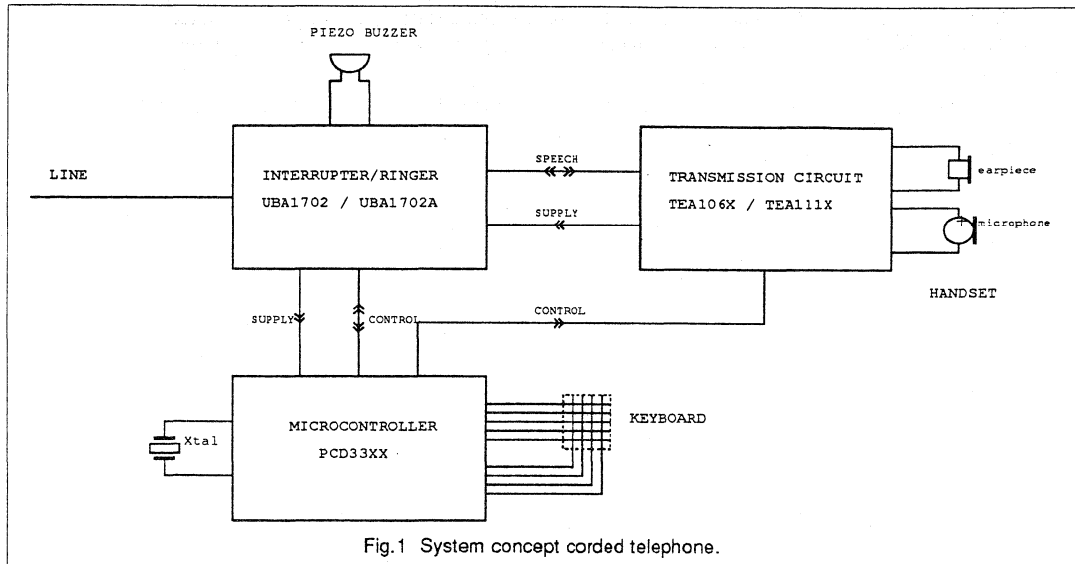 PIEZO BUZZER
LINE
INTERRUPTER/RINGER
UBA1702 / UBA1702A
SPEECH
SUPPLY
TRANSMISSION CIRCUIT
TEA106X / TEA111X
earpiece
microphone
HANDSET
SUPPLY
CONTROL
CONTROL
Xtal
MICROCONTROLLER
PCD33XX
KEYBOARD
Fig.1 System concept corded telephone.